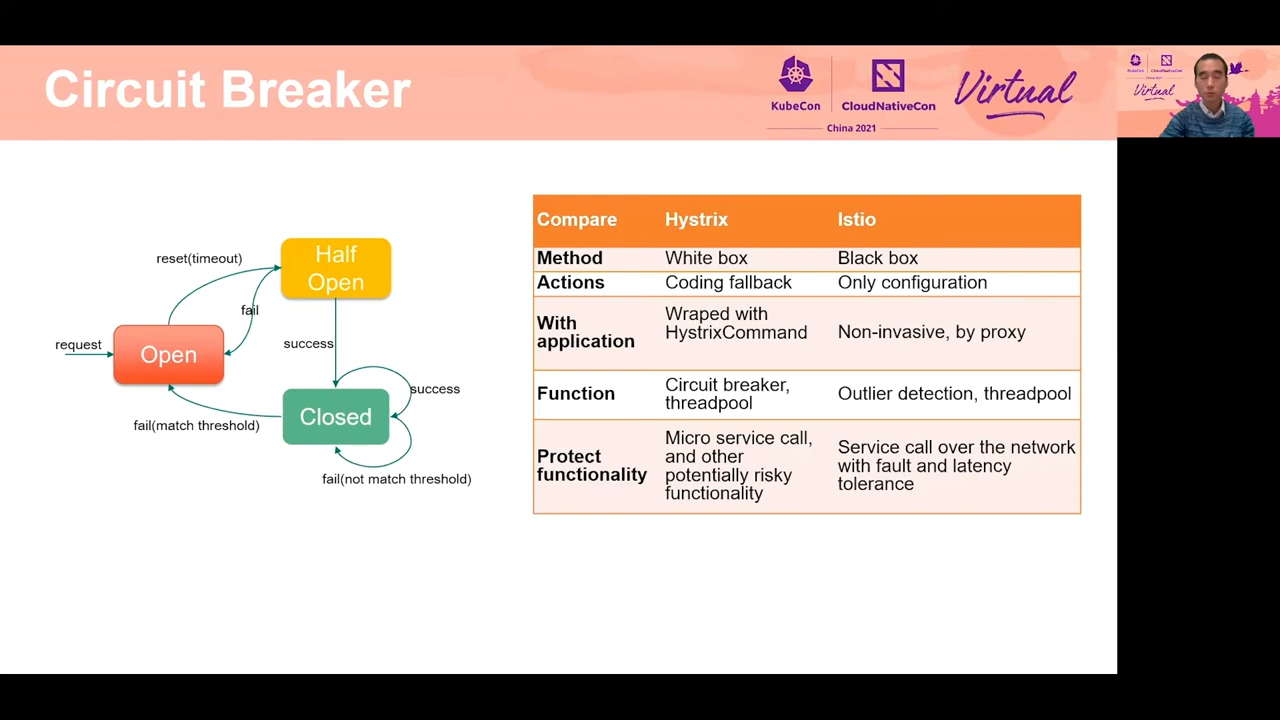 Circuit Breaker
KubeCon
CloudNativeCon
Virtual
China 2021
KubeCon
CloudNativeCon
Virtual
reset(timeout)
Half
Open
fail
request
Open
success
Closed
success
fail(match threshold)
fail(not match threshold)
Compare Hystrix Istio
Method White box Black box
Actions Coding fallback Only configuration
With
application
Wraped with
HystrixCommand
Non-invasive, by proxy
Function
Circuit breaker,
threadpool
Outlier detection, threadpool
Protect
functionality
Micro service call,
and other
potentially risky
functionality
Service call over the network
with fault and latency
tolerance